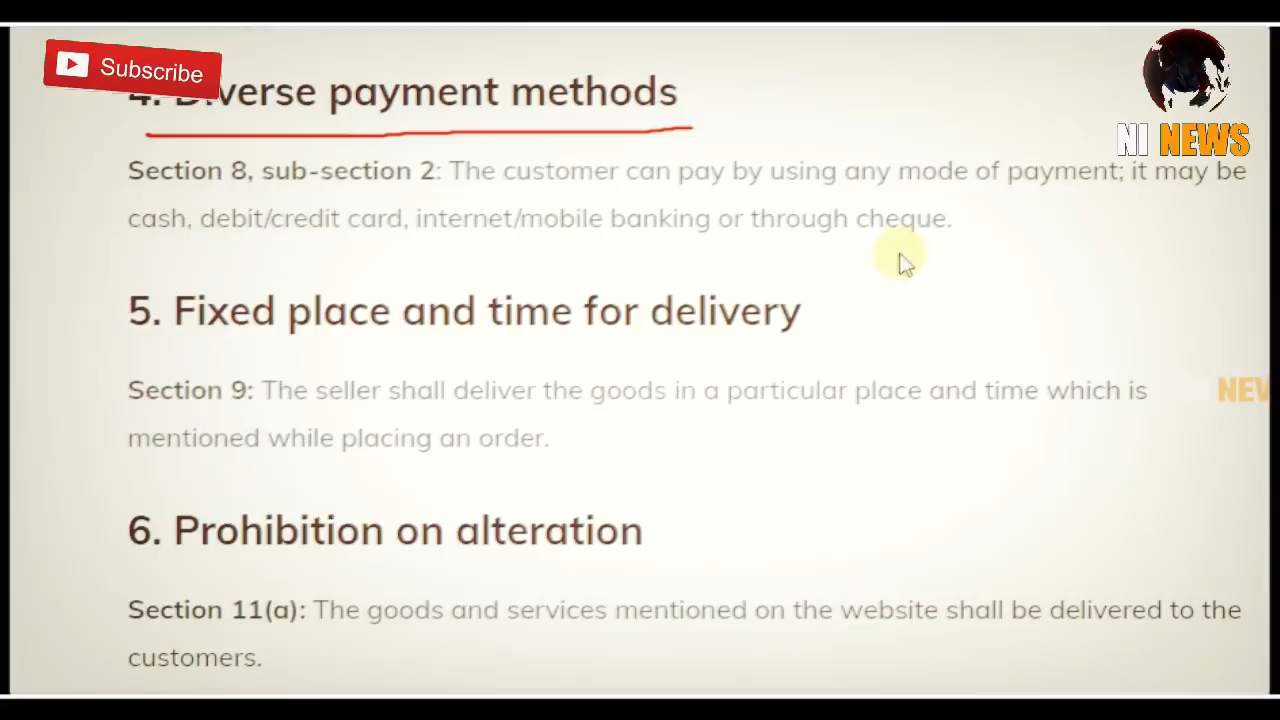 Subscribe
NI NEWS
4. Diverse payment methods
Section 8, sub-section 2: The customer can pay by using any mode of payment; it may be
cash, debit/credit card, internet/mobile banking or through cheque.
5. Fixed place and time for delivery
Section 9: The seller shall deliver the goods in a particular place and time which is
mentioned while placing an order.
6. Prohibition on alteration
Section 11(a): The goods and services mentioned on the website shall be delivered to the
customers.